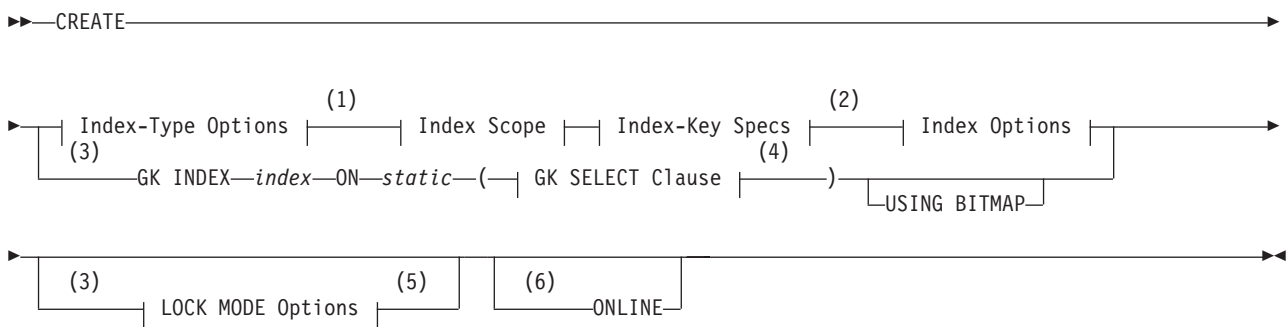 CREATE
(1) (2)
Index-Type Options Index Scope Index-Key Specs Index Options
(3) (4)
GK INDEX index ON static ( GK SELECT Clause )
USING BITMAP
(3) (5) (6)
LOCK MODE Options ONLINE